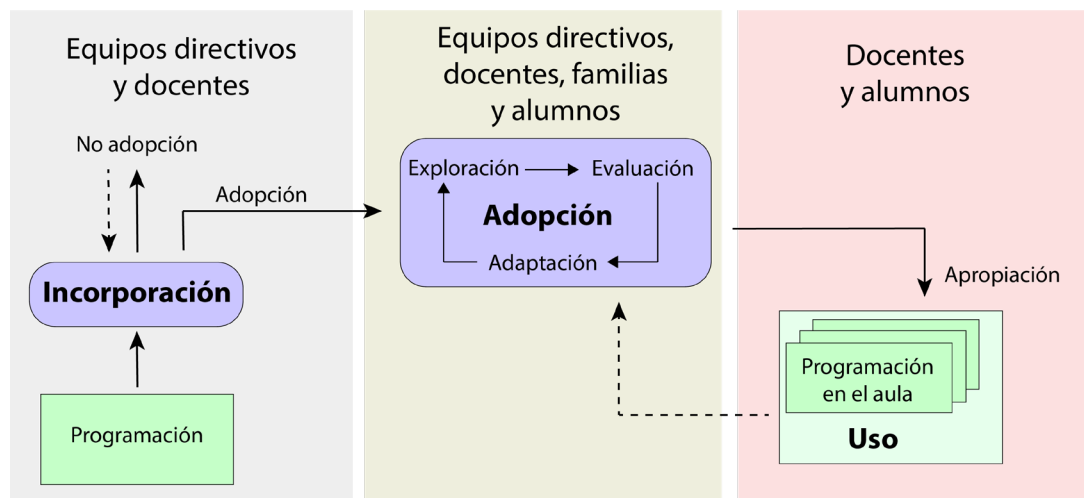 Equipos directivos
y docentes
No adopción
Adopción
Incorporación
Programación
Equipos directivos,
docentes, familias
y alumnos
Exploración
Evaluación
Adopción
Adaptación
Docentes
y alumnos
Apropiación
Programación
en el aula
Uso